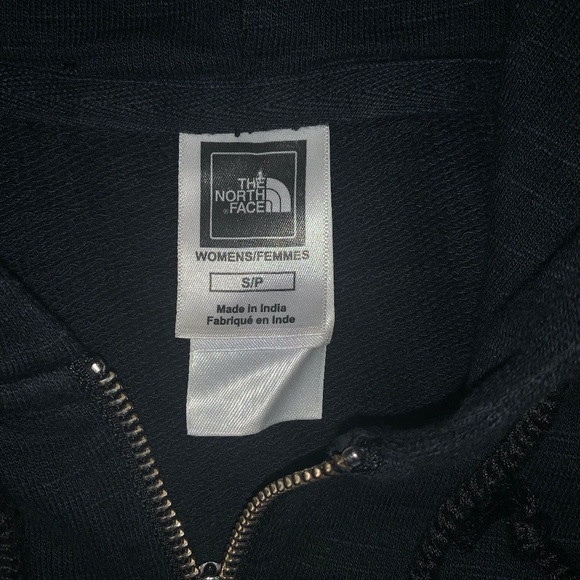 THE
NORTH
FACE
WOMENS/FEMMES
S/P
Made in India
Fabriqué en Inde